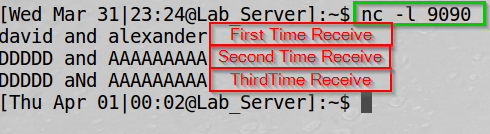 [Wed Mar 31|23:24@Lab_Server]:~$ nc -l 9090
david and alexander First Time Receive
DDDDD and AAAAAAAAA Second Time Receive
DDDDD aNd AAAAAAAAA ThirdTime Receive
[Thu Apr 01|00:02@Lab_Server]:~$